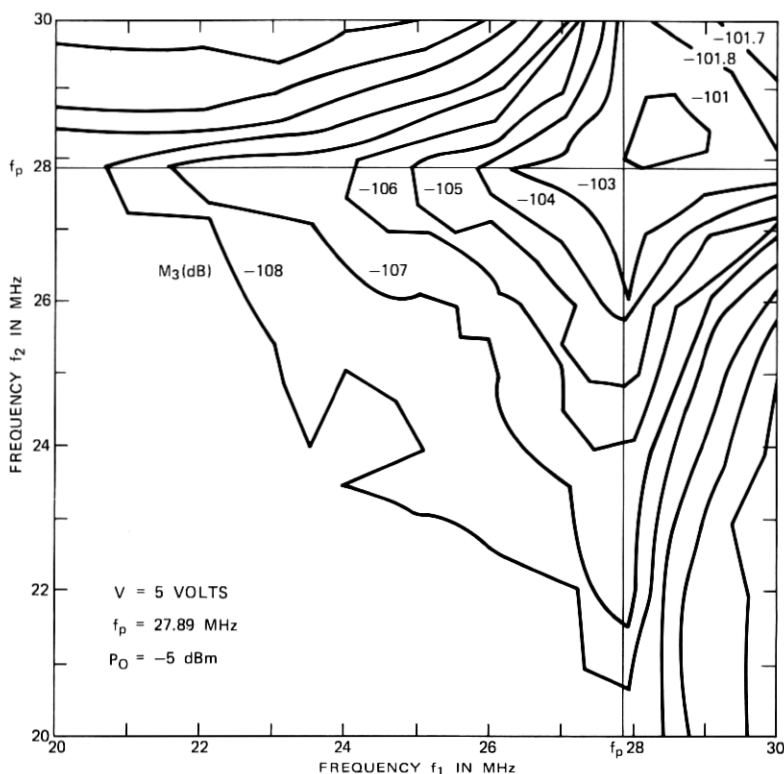 30
28
26
24
22
20
fp
FREQUENCY f2 IN MHz
-101.7
-101.8
-101
-103
-104
-105
-106
-107
M3(dB) -108
V = 5 VOLTS
fp = 27.89 MHz
PO = -5 dBm
20 22 24 26 fp 28 30
FREQUENCY f1 IN MHz